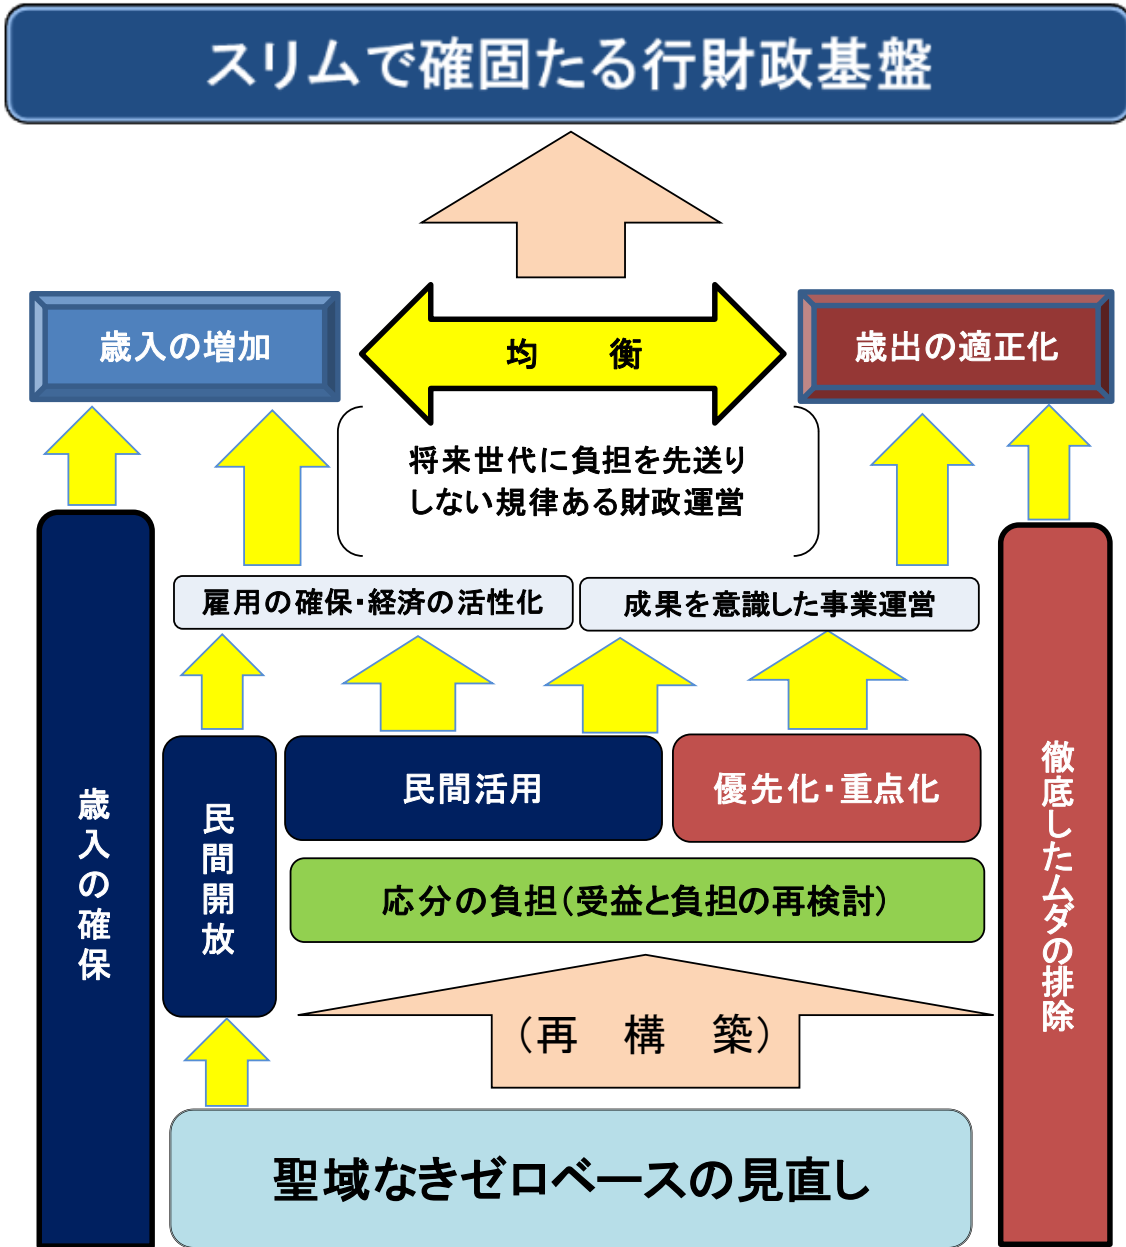 スリムで確固たる行財政基盤
歳入の増加
均　衡
歳出の適正化
将来世代に負担を先送り
しない規律ある財政運営
雇用の確保・経済の活性化
成果を意識した事業運営
歳入の確保
民間開放
民間活用
優先化・重点化
徹底したムダの排除
応分の負担（受益と負担の再検討）
（再　構　築）
聖域なきゼロベースの見直し